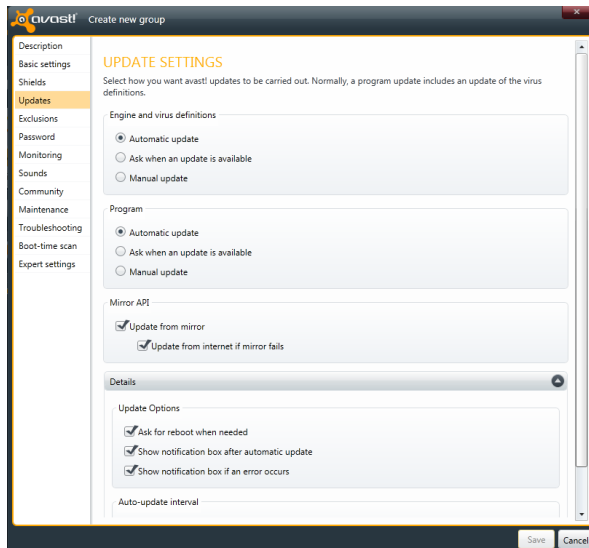 avast! Create new group
Description
Basic settings
Shields
Updates
Exclusions
Password
Monitoring
Sounds
Community
Maintenance
Troubleshooting
Boot-time scan
Expert settings
UPDATE SETTINGS
Select how you want avast! updates to be carried out. Normally, a program update includes an update of the virus
definitions.
Engine and virus definitions
Automatic update
Ask when an update is available
Manual update
Program
Automatic update
Ask when an update is available
Manual update
Mirror API
Update from mirror
Update from internet if mirror fails
Details
Update Options
Ask for reboot when needed
Show notification box after automatic update
Show notification box if an error occurs
Auto-update interval
Save Cancel